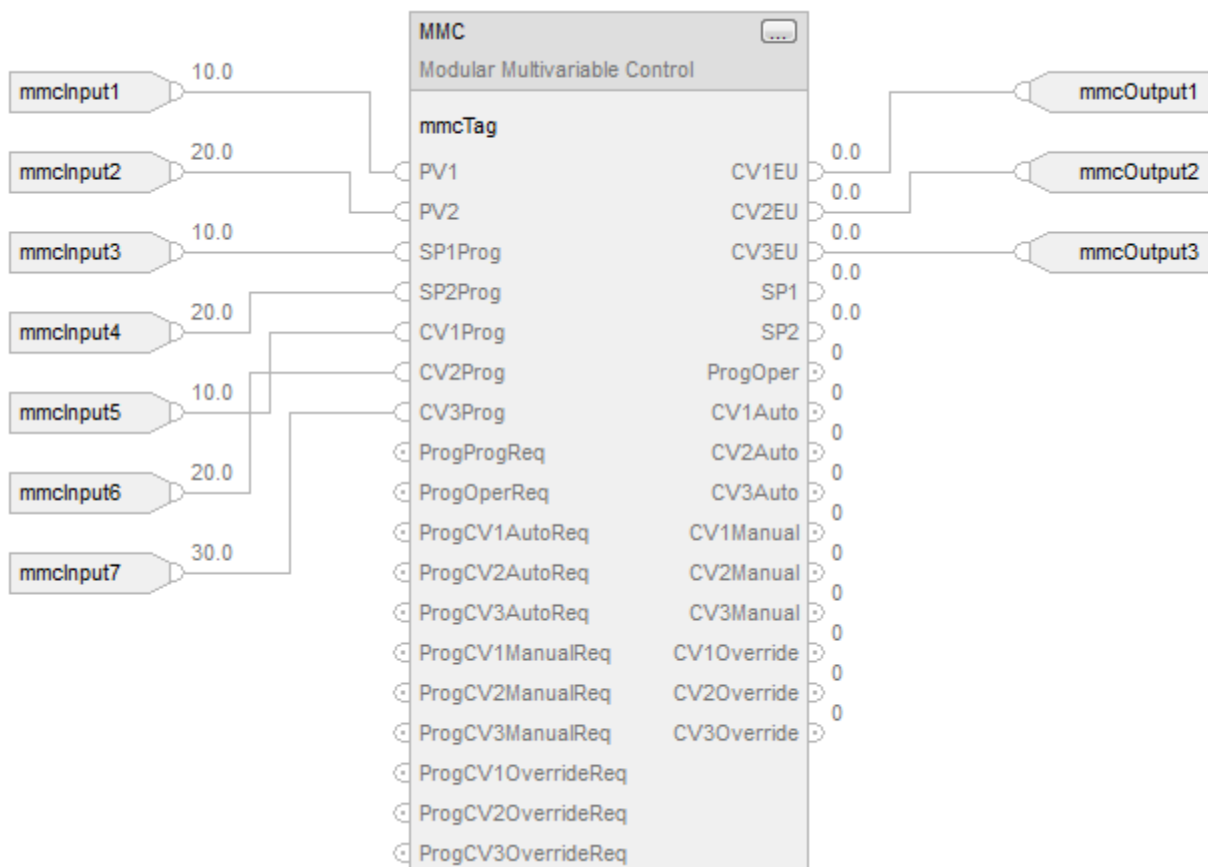 MMC ...
Modular Multivariable Control
mmcTag
mmcInput1 10.0
mmcInput2 20.0
mmcInput3 10.0
mmcInput4 20.0
mmcInput5 10.0
mmcInput6 20.0
mmcInput7 30.0
PV1 CV1EU 0.0
PV2 CV2EU 0.0
SP1Prog CV3EU 0.0
SP2Prog SP1 0.0
CV1Prog SP2 0.0
CV2Prog ProgOper 0
CV3Prog CV1Auto 0
ProgProgReq CV2Auto 0
ProgOperReq CV3Auto 0
ProgCV1AutoReq CV1Manual 0
ProgCV2AutoReq CV2Manual 0
ProgCV3AutoReq CV3Manual 0
ProgCV1ManualReq CV1Override 0
ProgCV2ManualReq CV2Override 0
ProgCV3ManualReq CV3Override 0
ProgCV1OverrideReq
ProgCV2OverrideReq
ProgCV3OverrideReq
mmcOutput1
mmcOutput2
mmcOutput3